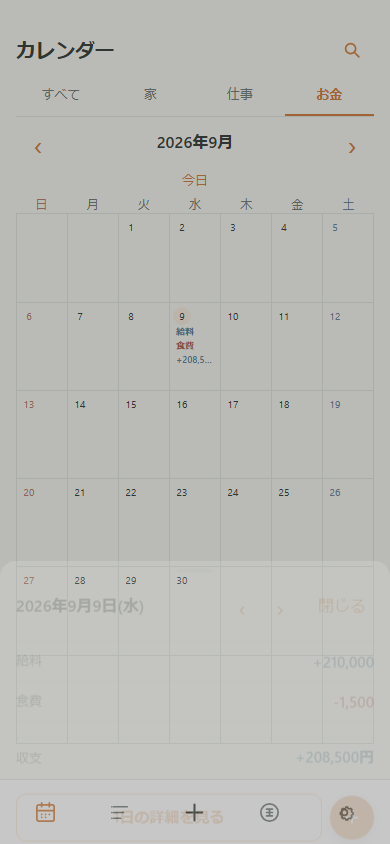 カレンダー
すべて 家 仕事 お金
‹ 2026年9月 ›
今日
日 月 火 水 木 金 土
1 2 3 4 5
6 7 8 9 10 11 12
給料
食費
+208,5...
13 14 15 16 17 18 19
20 21 22 23 24 25 26
27 28 29 30
2026年9月9日(水) ‹ › 閉じる
給料 +210,000
食費 -1,500
収支 +208,500円
日の詳細を見る